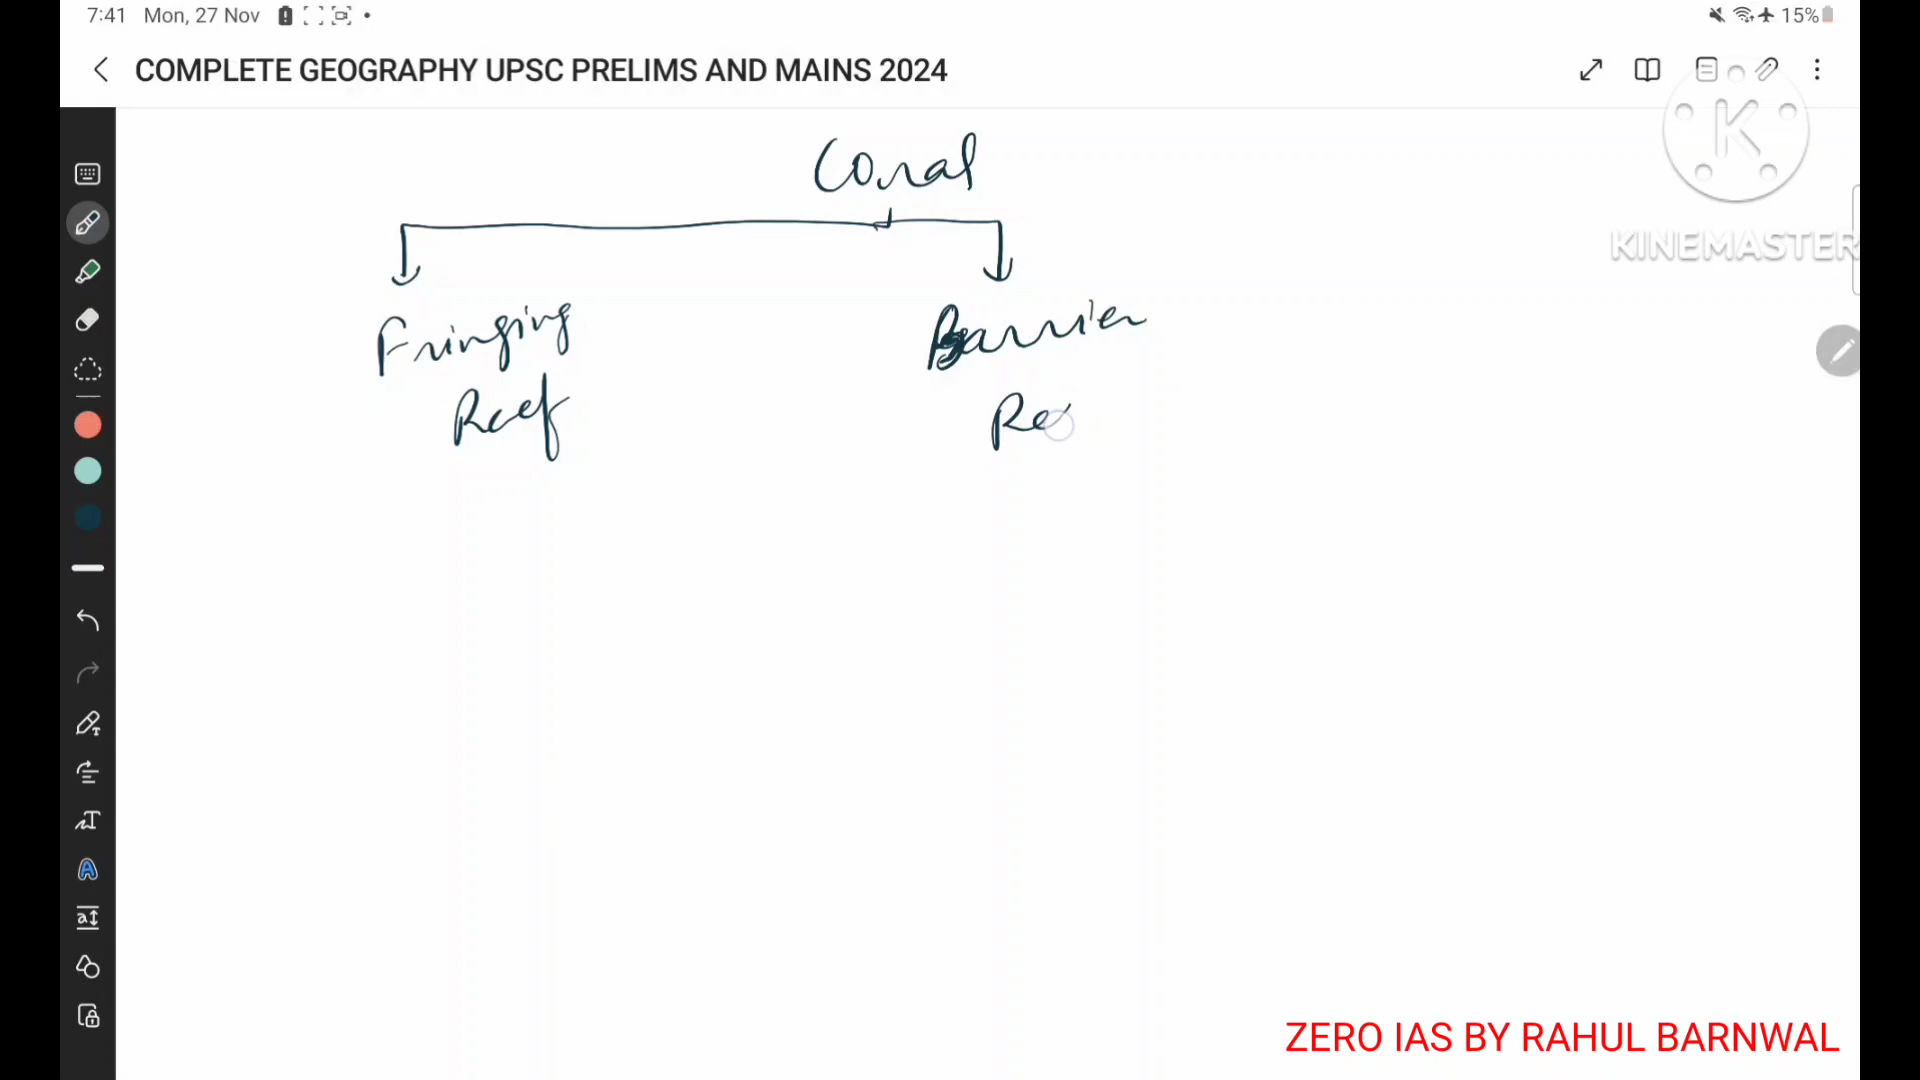 7:41 Mon, 27 Nov
15%
COMPLETE GEOGRAPHY UPSC PRELIMS AND MAINS 2024
K
KINEMASTER
Coral
Fringing Barrier
Reef Re
ZERO IAS BY RAHUL BARNWAL